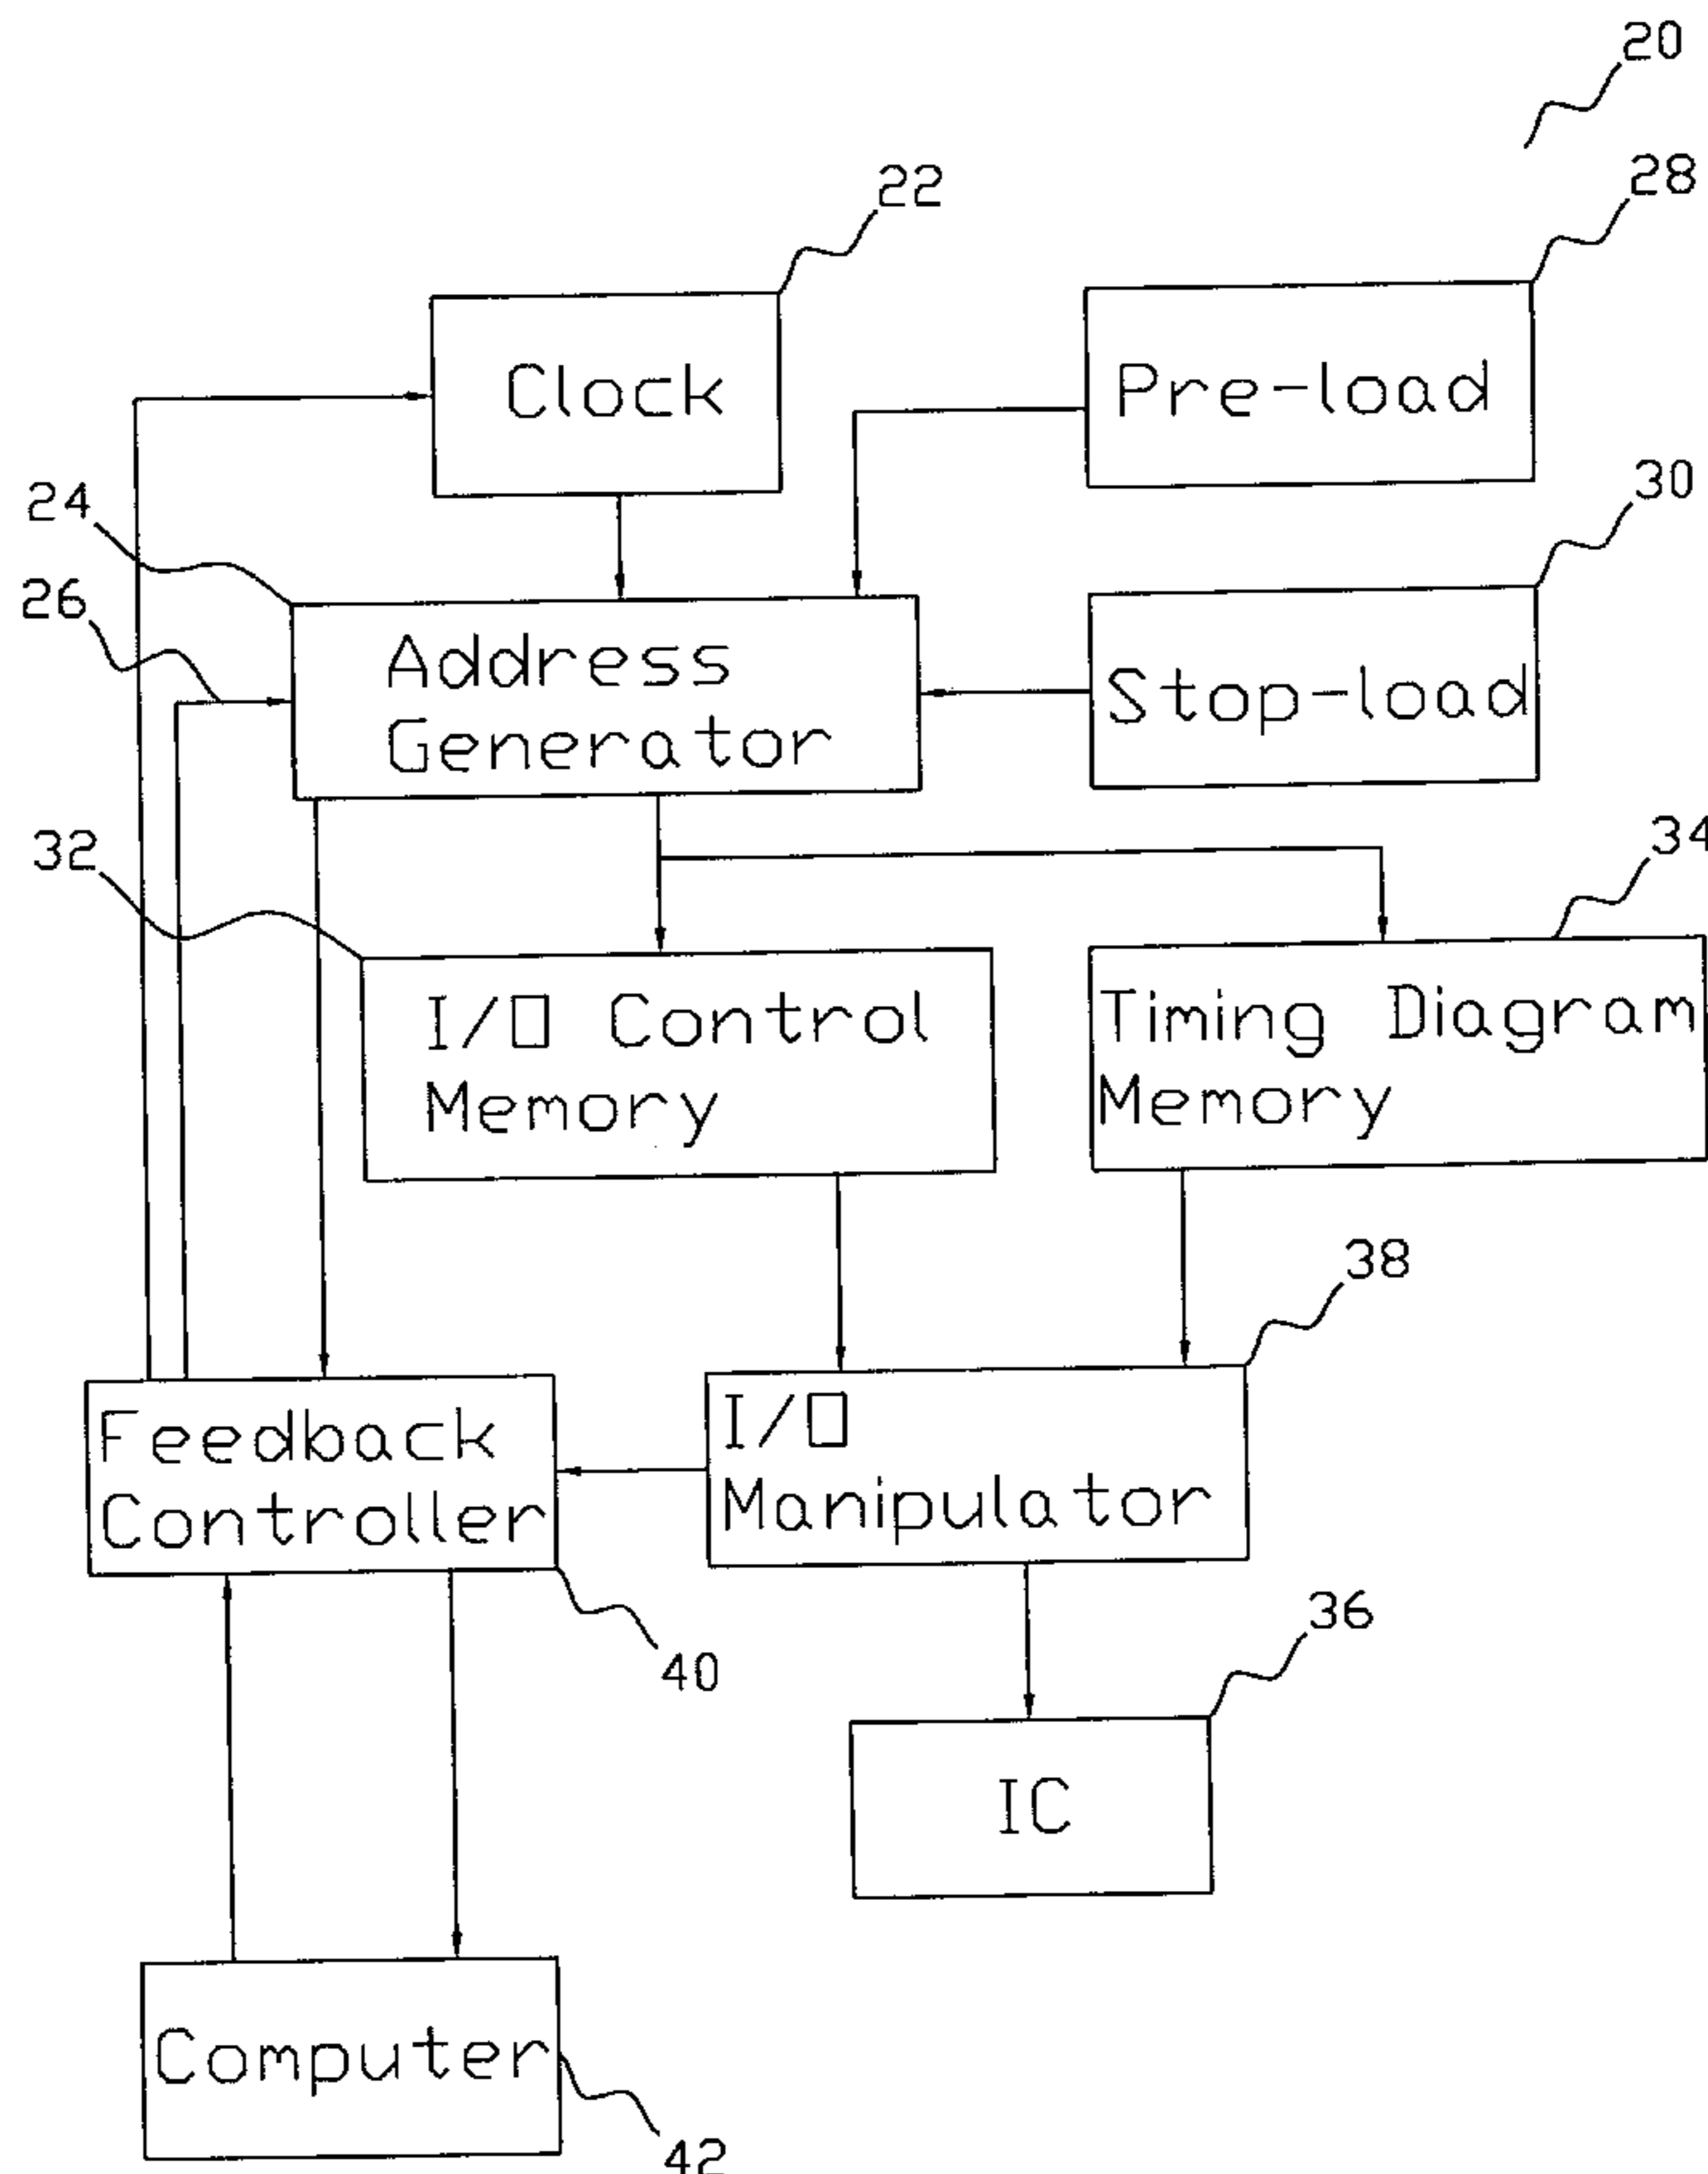 20
22
28
Clock
Pre-load
24
30
26
Address
Generator
Stop-load
32
34
I/O Control
Memory
Timing Diagram
Memory
38
Feedback
Controller
I/O
Manipulator
36
40
IC
Computer
42